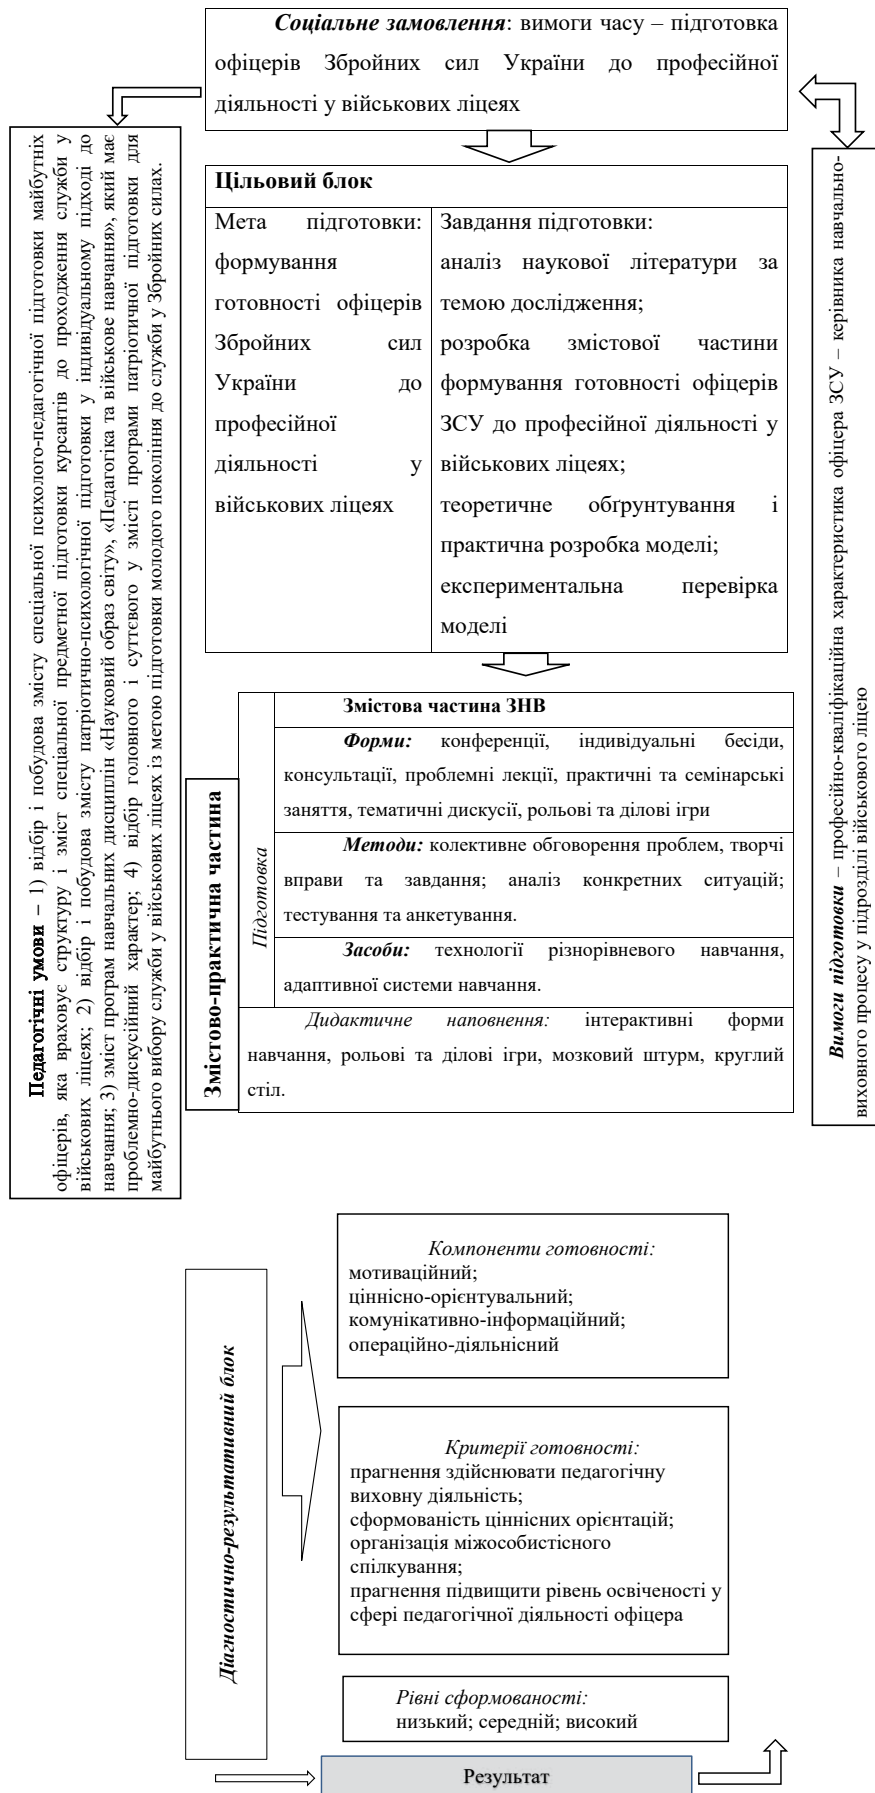 Соціальне замовлення: вимоги часу – підготовка
офіцерів Збройних сил України до професійної
діяльності у військових ліцеях
Педагогічні умови – 1) відбір і побудова змісту спеціальної психолого-педагогічної підготовки майбутніх
офіцерів, яка враховує структуру і зміст спеціальної предметної підготовки курсантів до проходження служби у
військових ліцеях; 2) відбір і побудова змісту патріотично-психологічної підготовки у індивідуальному підході до
навчання; 3) зміст програм навчальних дисциплін «Науковий образ світу», «Педагогіка та військове навчання», який має
проблемно-дискусійний характер; 4) відбір головного і суттєвого у змісті програми патріотичної підготовки для
майбутнього вибору служби у військових ліцеях із метою підготовки молодого покоління до служби у Збройних силах.
Цільовий блок
Мета підготовки:
формування
готовності офіцерів
Збройних сил
України до
професійної
діяльності у
військових ліцеях
Завдання підготовки:
аналіз наукової літератури за
темою дослідження;
розробка змістової частини
формування готовності офіцерів
ЗСУ до професійної діяльності у
військових ліцеях;
теоретичне обґрунтування і
практична розробка моделі;
експериментальна перевірка
моделі
Вимоги підготовки – професійно-кваліфікаційна характеристика офіцера ЗСУ – керівника навчально-
виховного процесу у підрозділі військового ліцею
Змістово-практична частина
Підготовка
Змістова частина ЗНВ
Форми: конференції, індивідуальні бесіди,
консультації, проблемні лекції, практичні та семінарські
заняття, тематичні дискусії, рольові та ділові ігри
Методи: колективне обговорення проблем, творчі
вправи та завдання; аналіз конкретних ситуацій;
тестування та анкетування.
Засоби: технології різнорівневого навчання,
адаптивної системи навчання.
Дидактичне наповнення: інтерактивні форми
навчання, рольові та ділові ігри, мозковий штурм, круглий
стіл.
Діагностично-результативний блок
Компоненти готовності:
мотиваційний;
ціннісно-орієнтувальний;
комунікативно-інформаційний;
операційно-діяльнісний
Критерії готовності:
прагнення здійснювати педагогічну
виховну діяльність;
сформованість ціннісних орієнтацій;
організація міжособистісного
спілкування;
прагнення підвищити рівень освіченості у
сфері педагогічної діяльності офіцера
Рівні сформованості:
низький; середній; високий
Результат